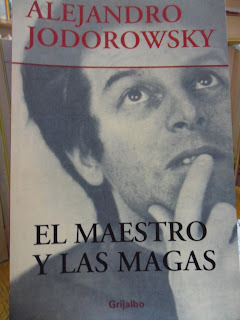 ALEJANDRO
JODOROWSKY
EL MAESTRO
Y LAS MAGAS
Grijalbo